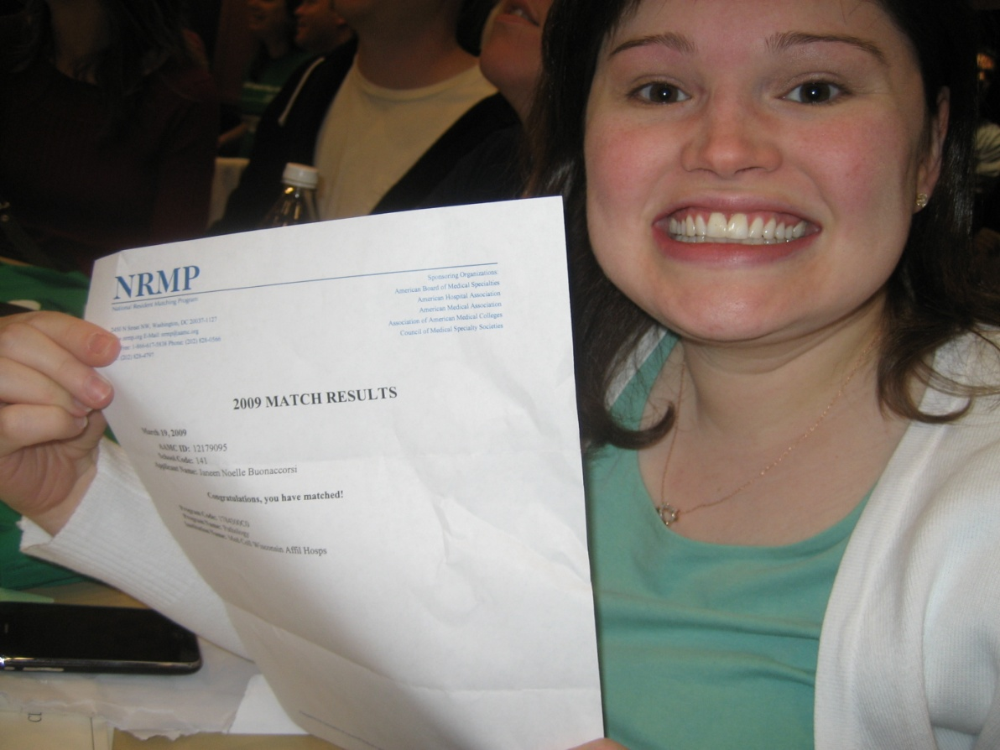 NRMP
National Resident Matching Program
Sponsoring Organizations
American Board of Medical Specialties
American Hospital Association
American Medical Association
Association of American Medical Colleges
Council of Medical Specialty Societies
2450 N Street NW, Washington, DC 20037-1127
nrmp.org E-Mail nrmp@aamc.org
Free: 1-866-617-5838 Phone: (202) 828-0566
(202) 828-4797
2009 MATCH RESULTS
March 19, 2009
AAMC ID: 12179095
School Code: 141
Applicant Name: Noelle Buonaccorsi
Congratulations, you have matched!
Program Code:
Program Name: Pathology
Institution Name: Med Coll Wisconsin Affil Hosps
a